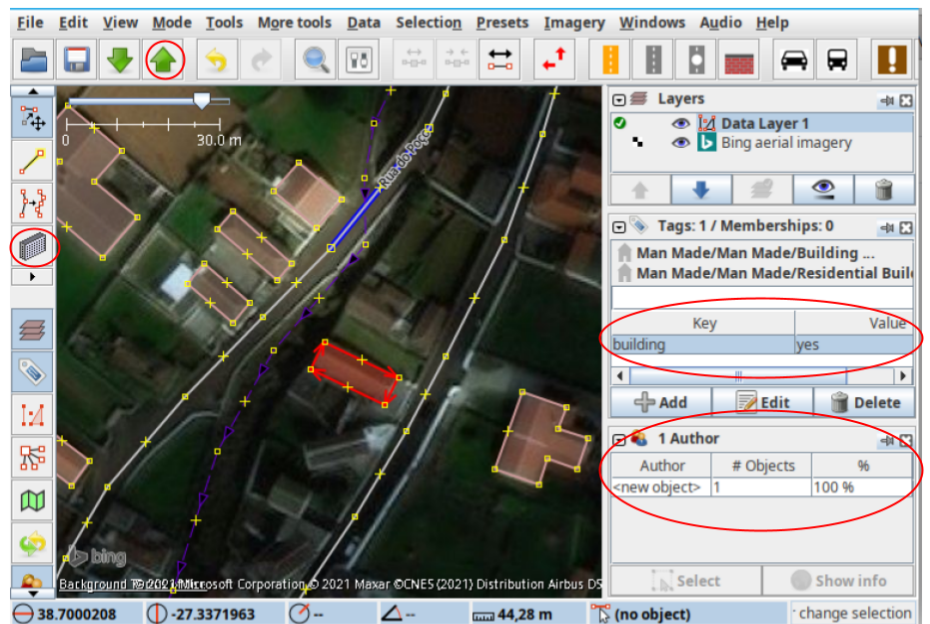 File Edit View Mode Tools More tools Data Selection Presets Imagery Windows Audio Help
0 30.0 m
Rua do Poço
bing
Background © 2021 Microsoft Corporation © 2021 Maxar ©CNES (2021) Distribution Airbus DS
Layers
Data Layer 1
Bing aerial imagery
Tags: 1 / Memberships: 0
Man Made/Man Made/Building ...
Man Made/Man Made/Residential Buil
Key Value
building yes
Add Edit Delete
1 Author
Author # Objects %
<new object> 1 100 %
Select Show info
38.7000208 -27.3371963 -- -- 44,28 m (no object) change selection